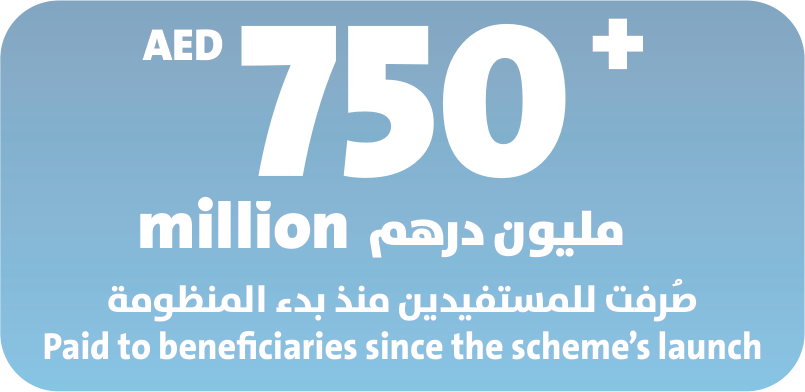 AED 750+
million مليون درهم
صُرفت للمستفيدين منذ بدء المنظومة
Paid to beneficiaries since the scheme’s launch